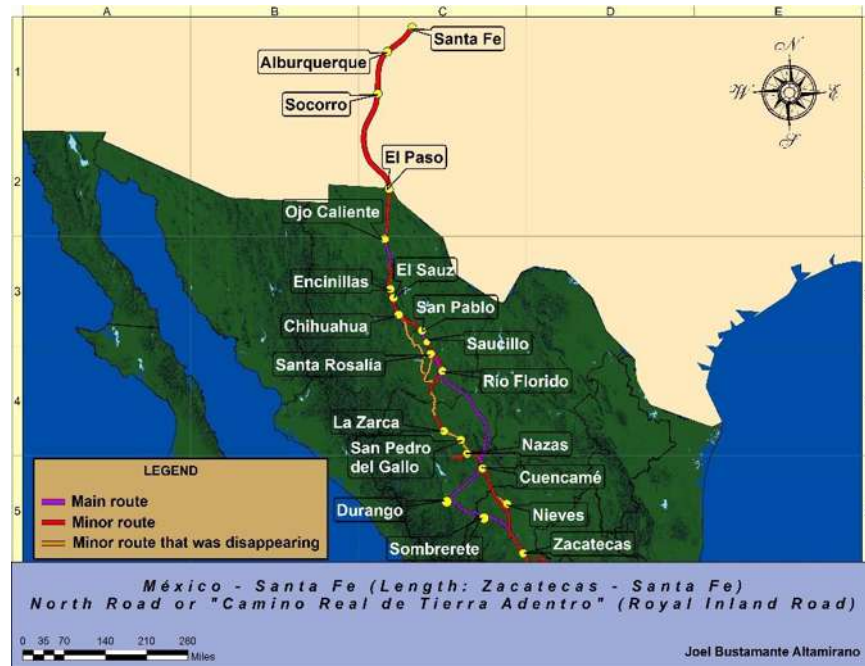 A B C D E
1
2
3
4
5
Santa Fe
Alburquerque
Socorro
El Paso
Ojo Caliente
El Sauz
Encinillas
San Pablo
Chihuahua
Saucillo
Santa Rosalía
Río Florido
La Zarca
Nazas
San Pedro
del Gallo
Cuencamé
Durango
Nieves
Sombrerete
Zacatecas
LEGEND
Main route
Minor route
Minor route that was disappearing
México - Santa Fe (Length: Zacatecas - Santa Fe)
North Road or "Camino Real de Tierra Adentro" (Royal Inland Road)
0 35 70 140 210 280
Miles
Joel Bustamante Altamirano